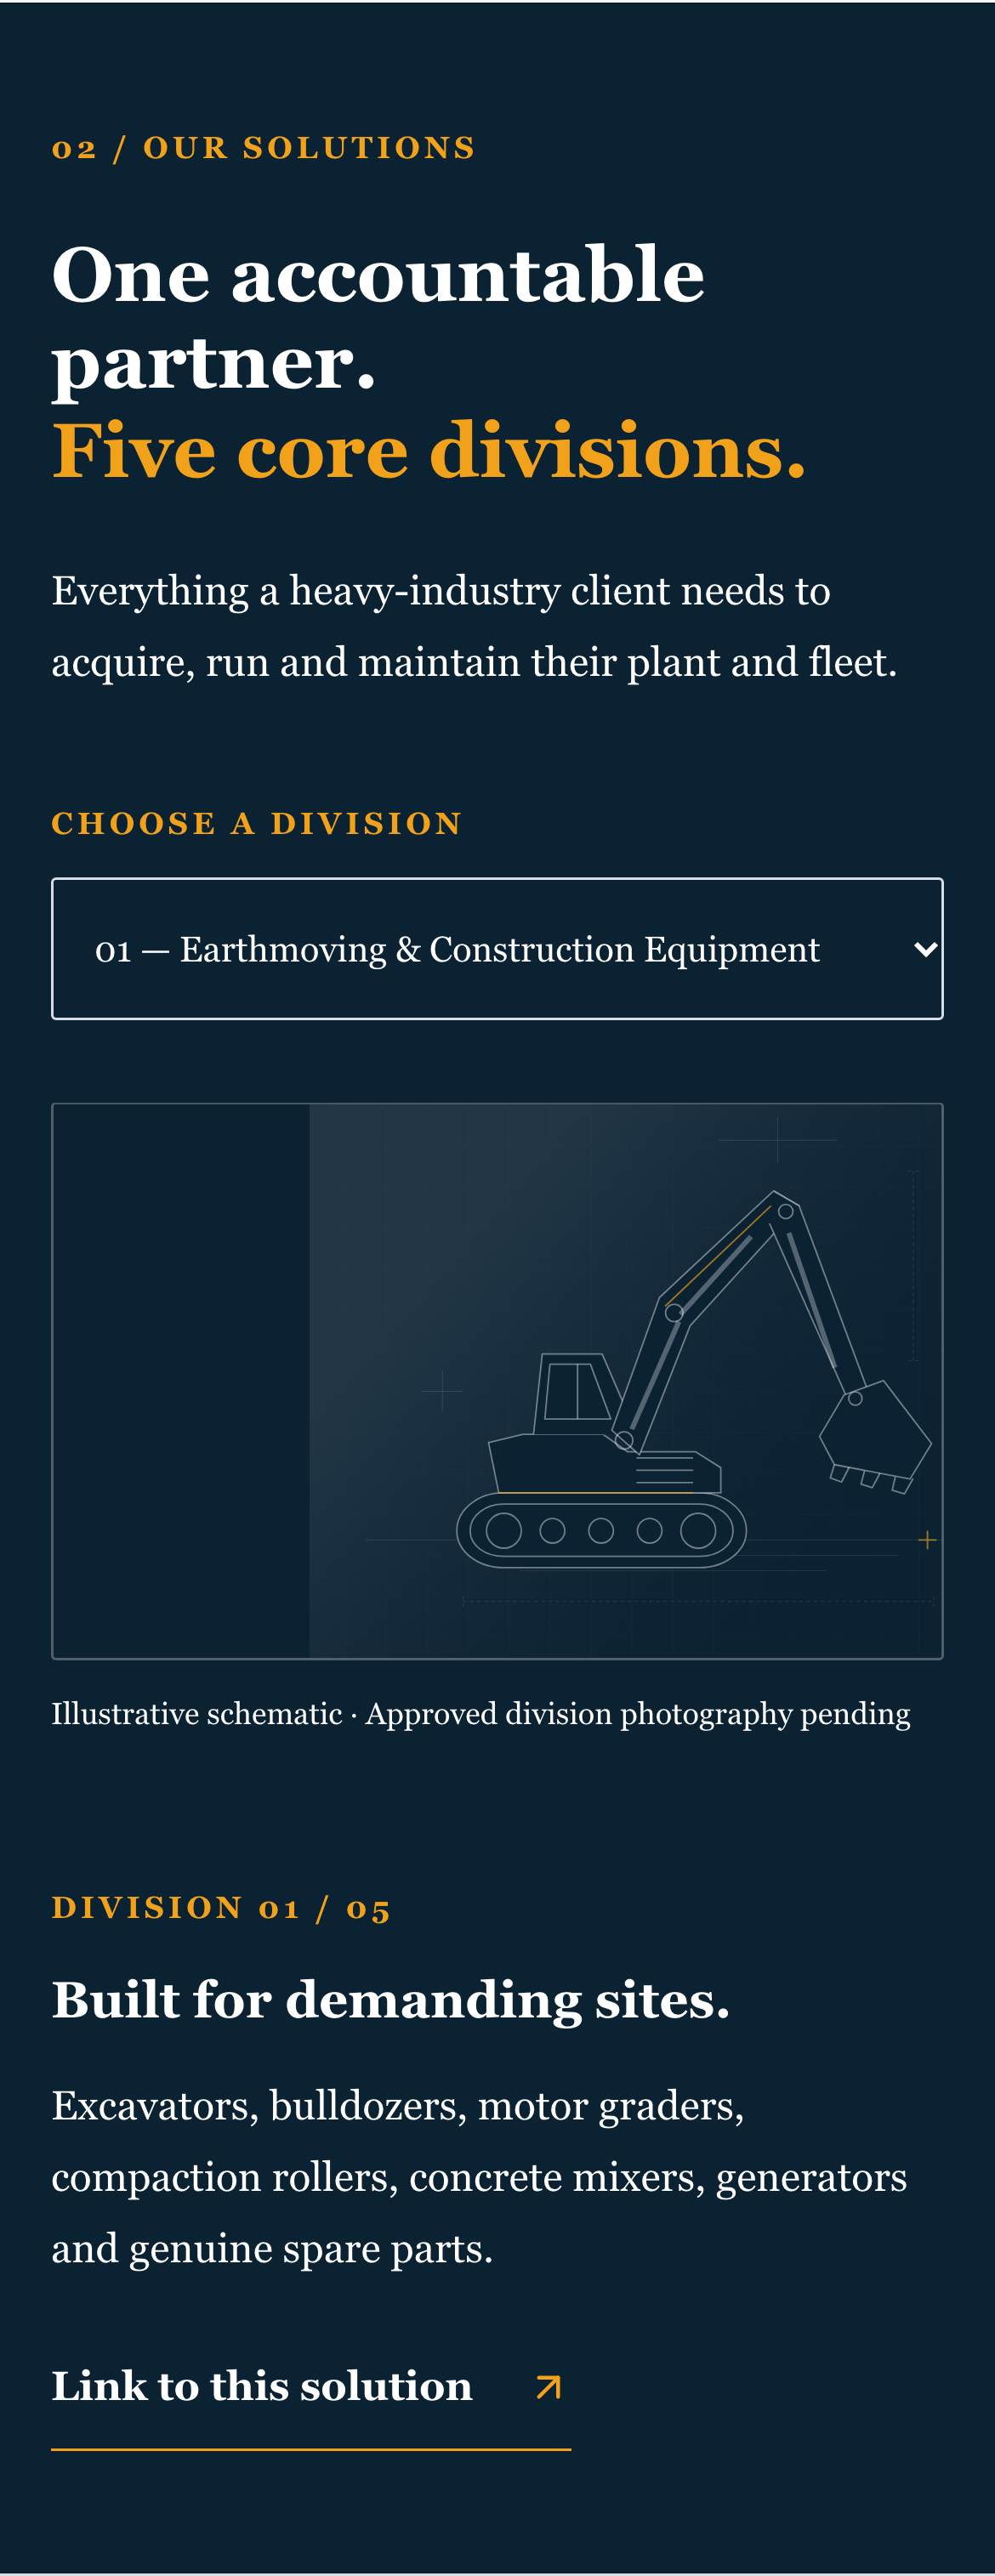 02 / OUR SOLUTIONS
One accountable
partner.
Five core divisions.
Everything a heavy-industry client needs to
acquire, run and maintain their plant and fleet.
CHOOSE A DIVISION
01 — Earthmoving & Construction Equipment
Illustrative schematic · Approved division photography pending
DIVISION 01 / 05
Built for demanding sites.
Excavators, bulldozers, motor graders,
compaction rollers, concrete mixers, generators
and genuine spare parts.
Link to this solution